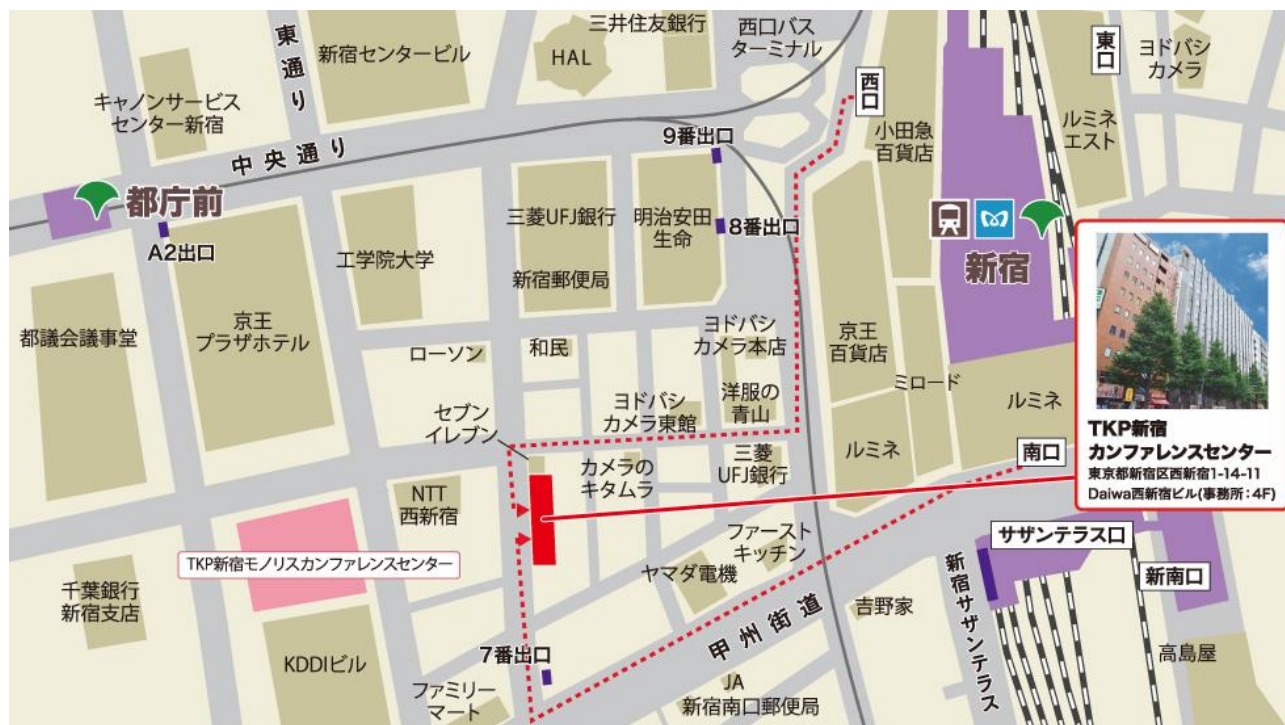 東通り
新宿センタービル
HAL
三井住友銀行
西口バス
ターミナル
西口
東口
ヨドバシ
カメラ
キャノンサービス
センター新宿
中央通り
小田急
百貨店
ルミネ
エスト
都庁前
A2出口
9番出口
8番出口
三菱UFJ銀行
明治安田
生命
新宿
工学院大学
新宿郵便局
都議会議事堂
京王
プラザホテル
ローソン
和民
ヨドバシ
カメラ本店
京王
百貨店
ミロード
ルミネ
セブン
イレブン
ヨドバシ
カメラ東館
洋服の
青山
カメラの
キタムラ
三菱
UFJ銀行
ルミネ
南口
TKP新宿
カンファレンスセンター
東京都新宿区西新宿1-14-11
Daiwa西新宿ビル(事務所:4F)
NTT
西新宿
TKP新宿モノリスカンファレンスセンター
ファースト
キッチン
ヤマダ電機
サザンテラス口
新南口
新宿サザンテラス
千葉銀行
新宿支店
甲州街道
吉野家
KDDIビル
7番出口
ファミリー
マート
JA
新宿南口郵便局
高島屋